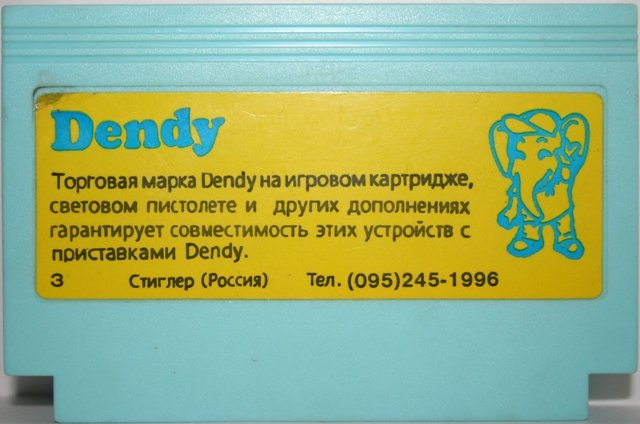 Dendy
Торговая марка Dendy на игровом картридже,
световом пистолете и других дополнениях
гарантирует совместимость этих устройств с
приставками Dendy.
3 Стиглер (Россия) Тел. (095)245-1996